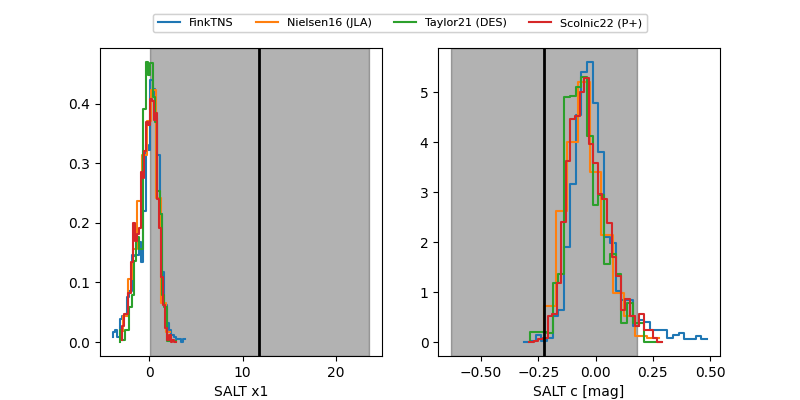 FinkTNS Nielsen16 (JLA) Taylor21 (DES) Scolnic22 (P+)
0.4
0.3
0.2
0.1
0.0
0 10 20
SALT x1
5
4
3
2
1
0
−0.50 −0.25 0.00 0.25 0.50
SALT c [mag]